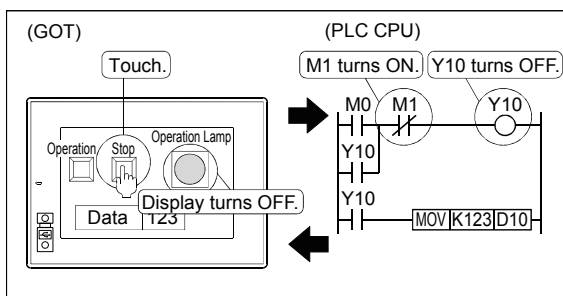 (GOT)
Touch.
Operation
Stop
Operation Lamp
Display turns OFF.
Data 123
(PLC CPU)
M1 turns ON.
Y10 turns OFF.
M0 M1 Y10
Y10
Y10
MOV K123 D10